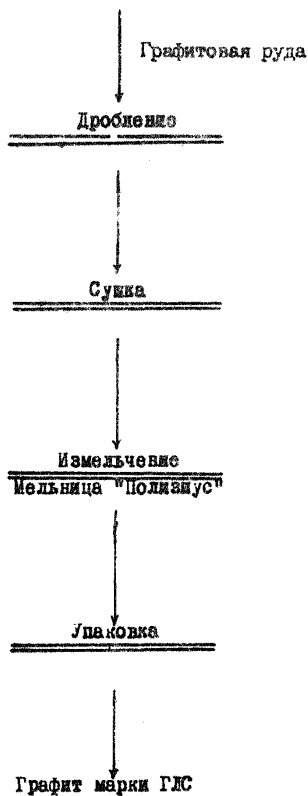 Графитовая руда
Дробление
Сушка
Измельчение
Мельница "Полизиус"
Упаковка
Графит марки ГЛС